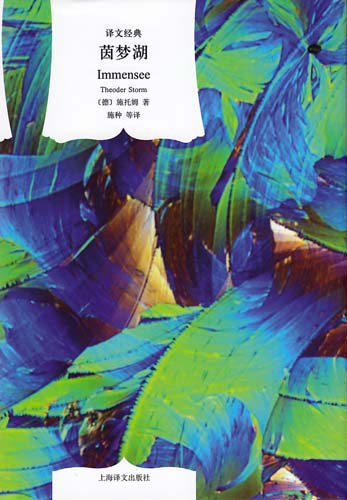 译文经典
茵梦湖
Immensee
Theoder Storm
〔德〕施托姆 著
施种 等译
上海译文出版社